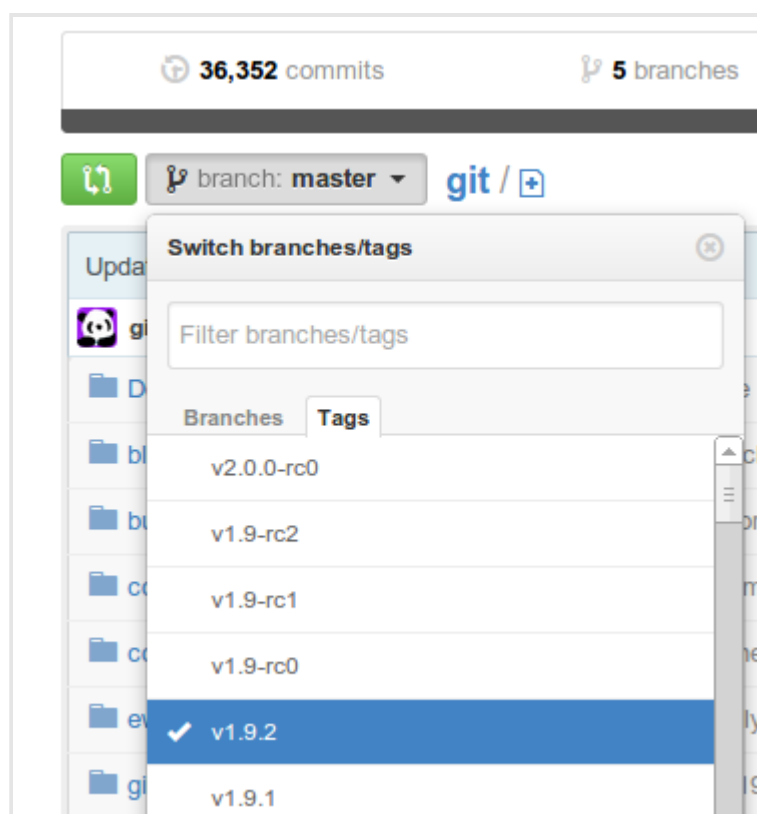 36,352 commits 5 branches
branch: master git /
Switch branches/tags
Filter branches/tags
Branches Tags
v2.0.0-rc0
v1.9-rc2
v1.9-rc1
v1.9-rc0
v1.9.2
v1.9.1